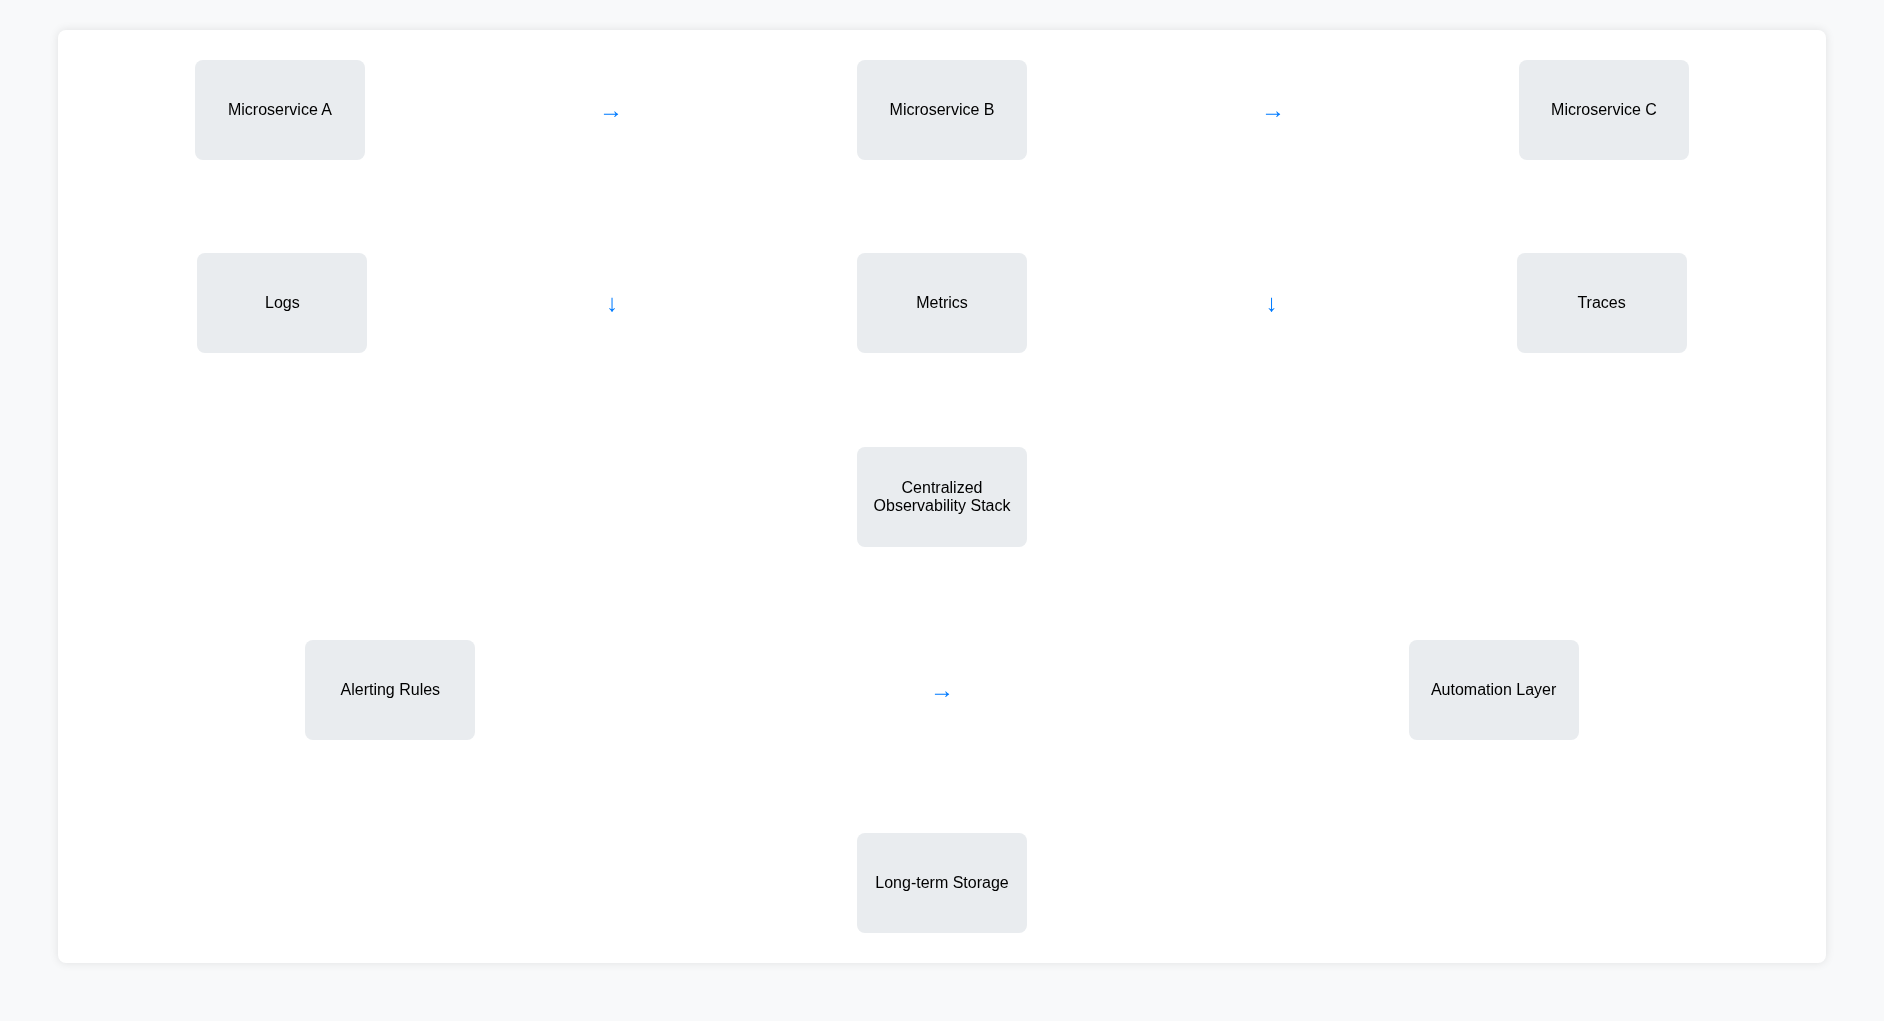 Microservice A
→
Microservice B
→
Microservice C
Logs
↓
Metrics
↓
Traces
Centralized
Observability Stack
Alerting Rules
→
Automation Layer
Long-term Storage